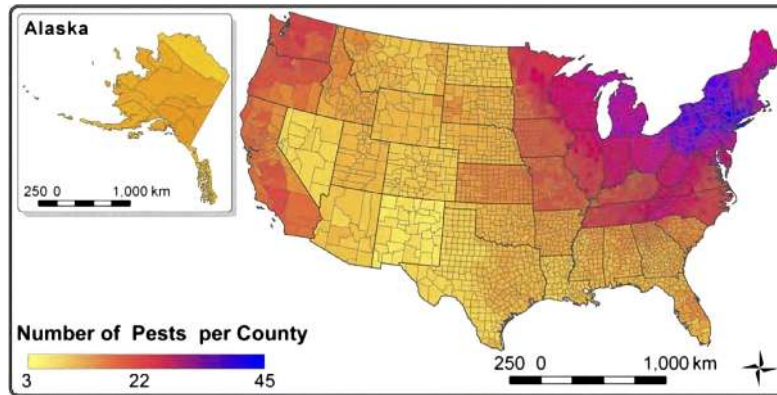 Alaska
250 0 1,000 km
Number of Pests per County
3 22 45
250 0 1,000 km